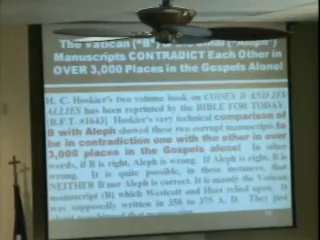 The Vatican ("B") Sinai ("Aleph")
Manuscripts CONTRADICT Each Other in
OVER 3,000 Places in the Gospels Alone!
H. C. Hoskier's two volume book on CODEX B AND ITS
ALLIES has been reprinted by the BIBLE FOR TODAY.
[B.F.T. #1643] Hoskier's very technical comparison of
B with Aleph showed these two corrupt manuscripts to
be in contradiction one with the other in over
3,000 places in the Gospels alone! In other
words, if B is right, Aleph is wrong. If Aleph is right, B is
wrong. It is quite possible, in these instances, that
NEITHER B nor Aleph is correct. It is mainly the Vatican
manuscript (B) which Westcott and Hort relied upon. It
was supposedly written in 350 to 375 A. D. They just